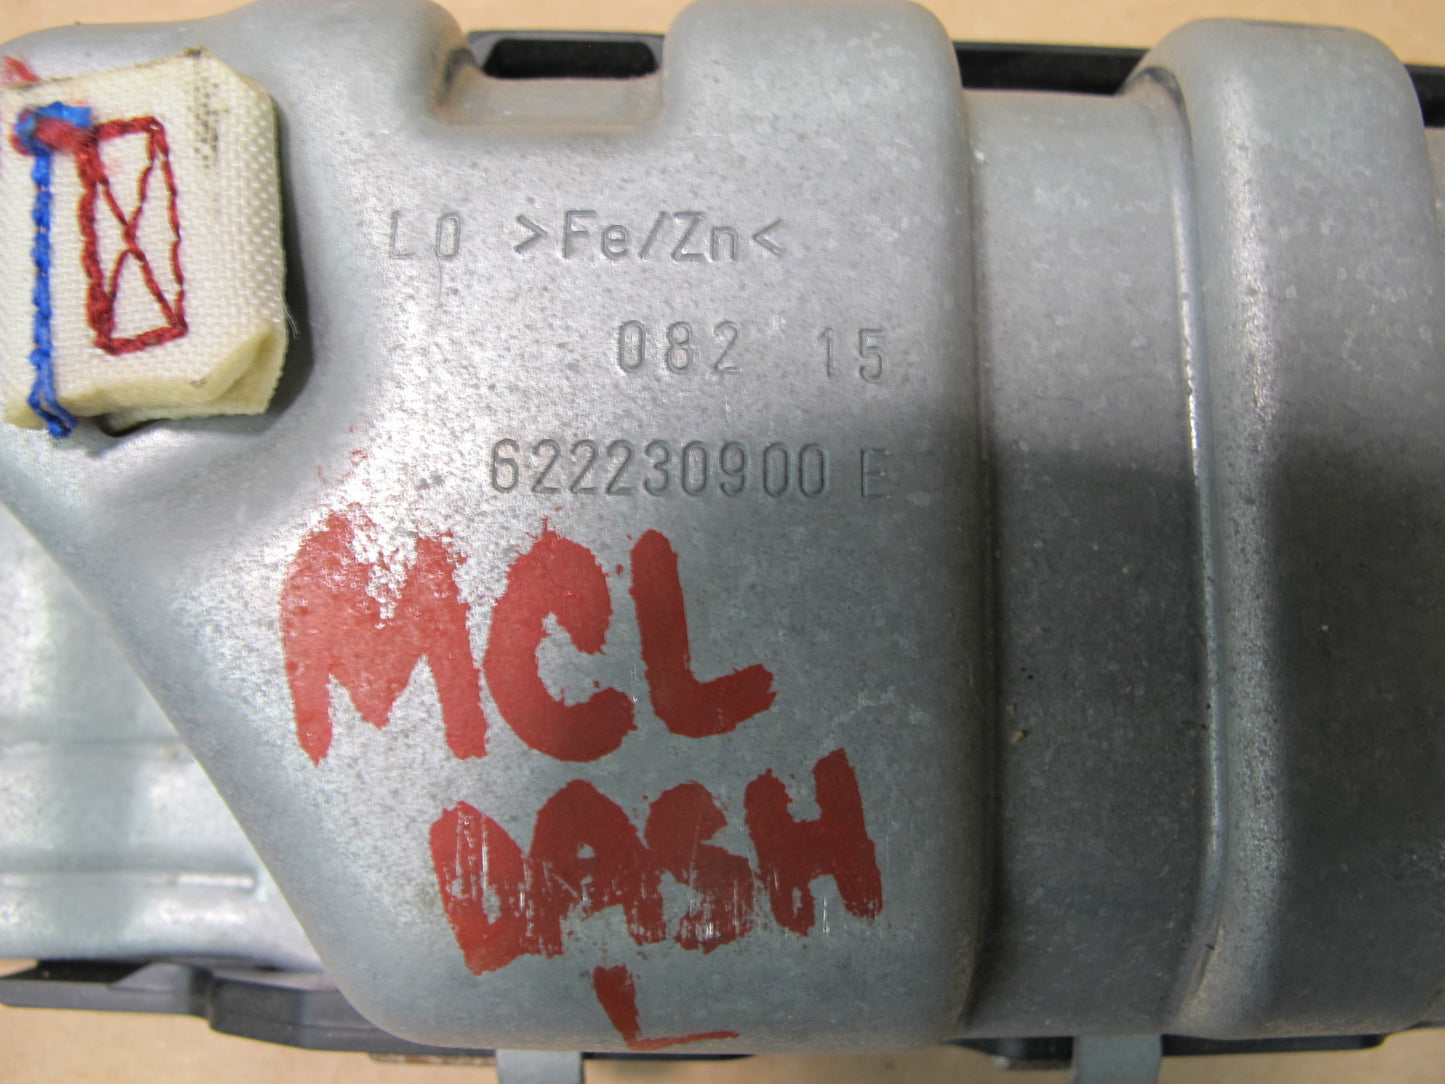 LO >Fe/Zn<
082 15
622230900 E
MCL
DASH
L